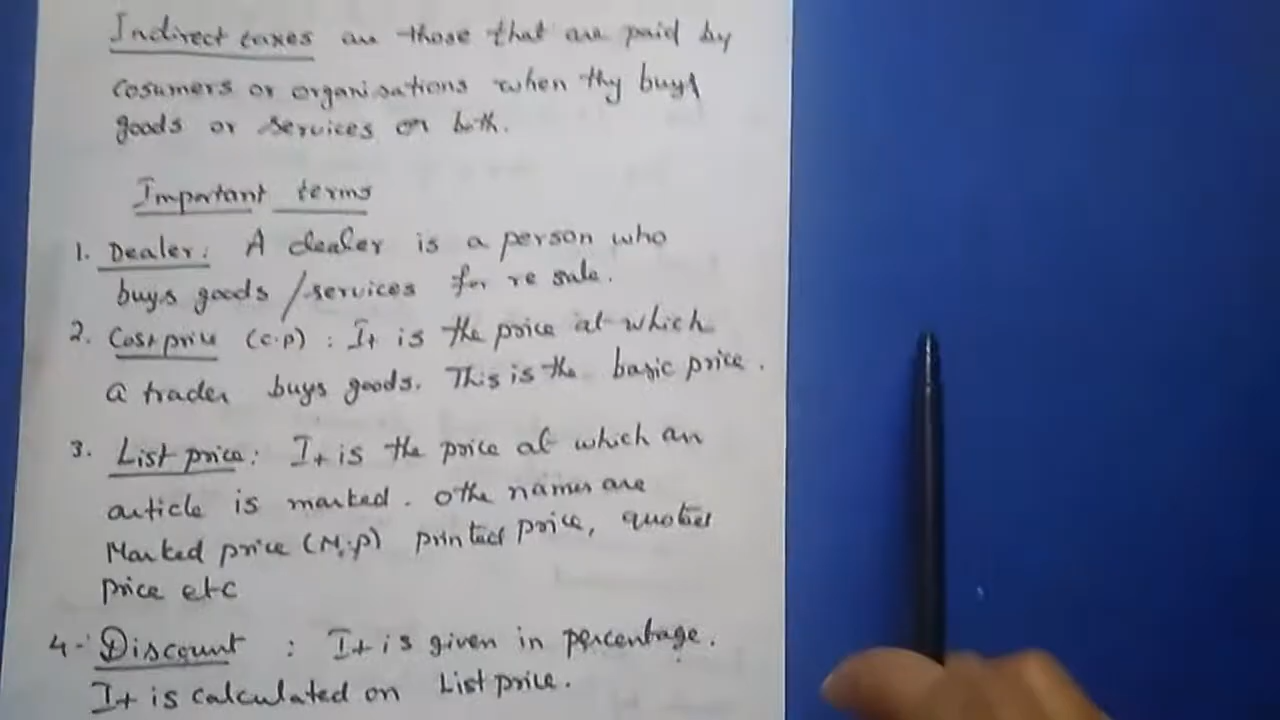 Indirect taxes are those that are paid by
cosumers or organisations when thy buys
goods or services or both.
Important terms
1. Dealer: A dealer is a person who
buys goods/services for re sale.
2. Cost price (c.p) : It is the price at which
a trader buys goods. This is the basic price.
3. List price: It is the price at which an
article is marked. Othe names are
Marked price (M.p) printed price, quoted
price etc
4. Discount : It is given in percentage.
It is calculated on List price.